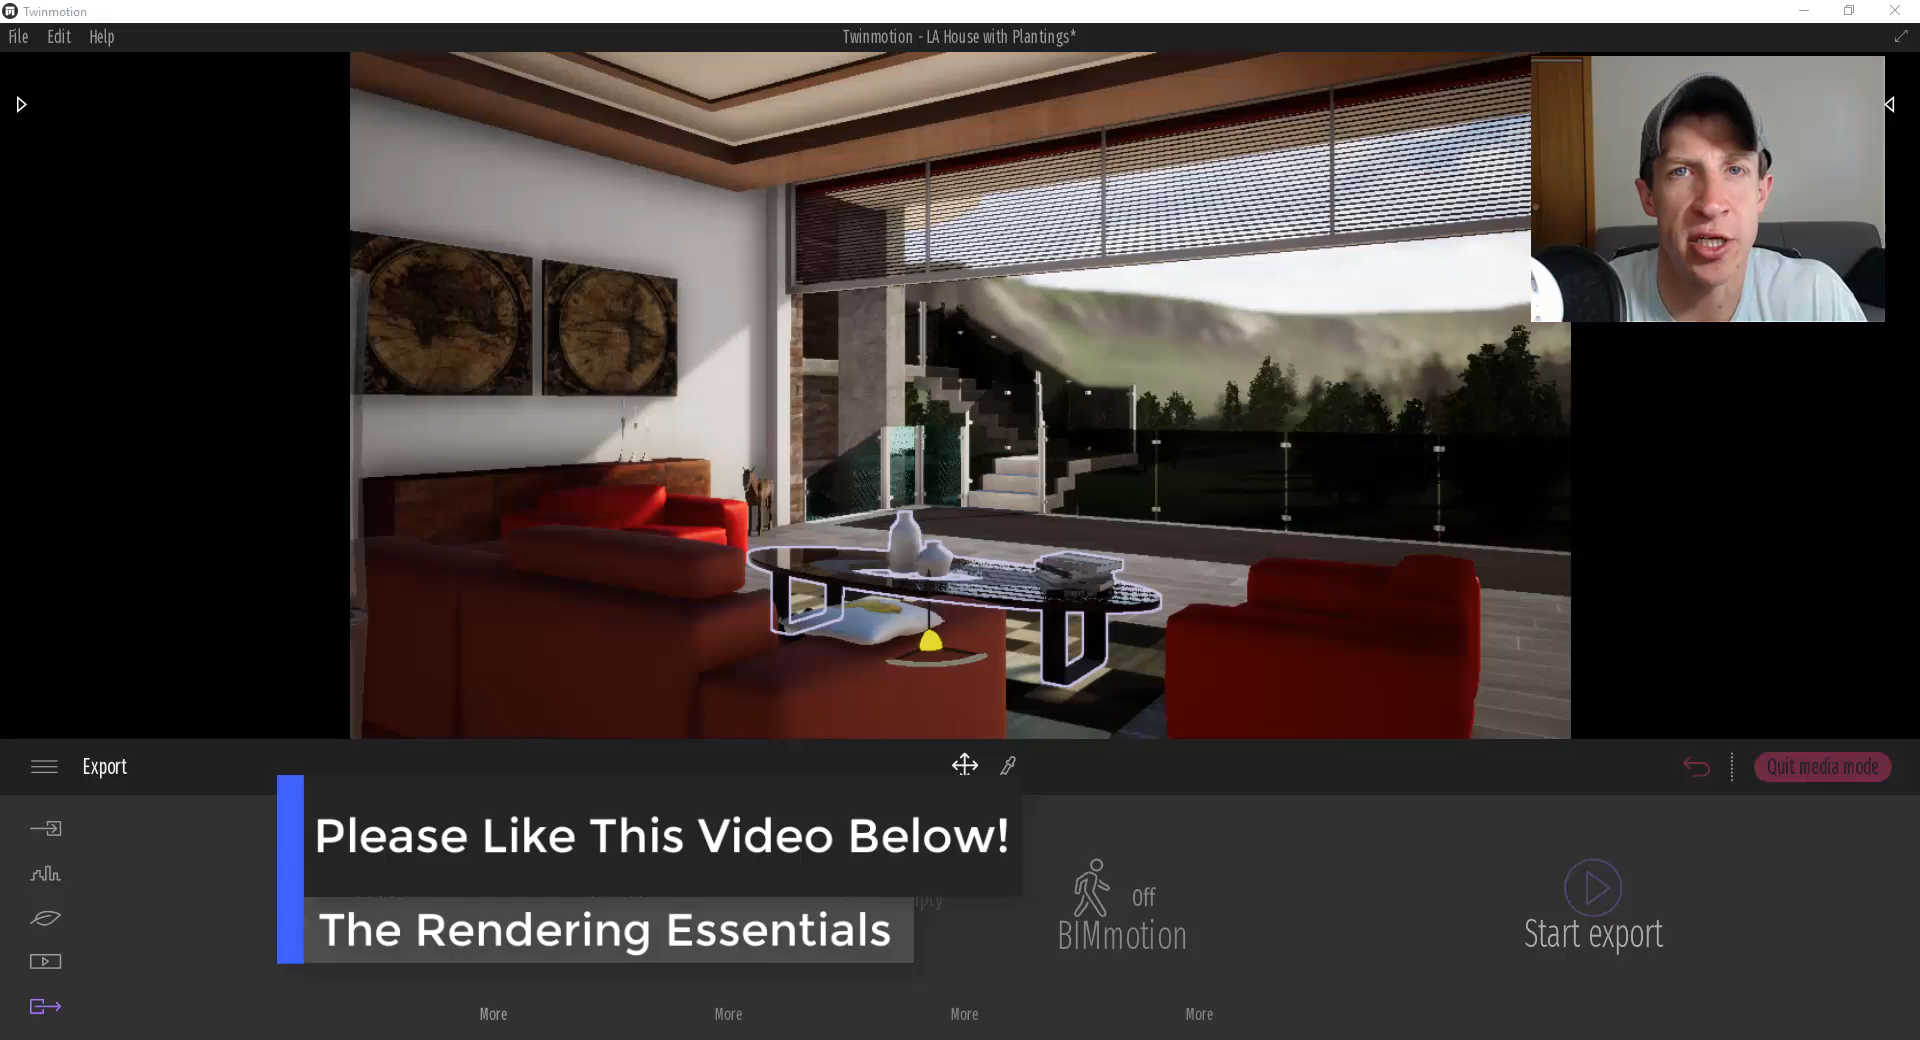 Twinmotion
File Edit Help
Twinmotion - LA House with Plantings*
Export
Quit media mode
Please Like This Video Below!
The Rendering Essentials
Off
BIMmotion
Start export
More More More More